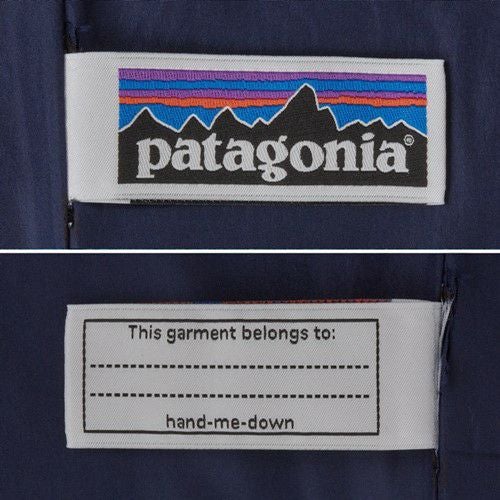 patagonia®
This garment belongs to:
hand-me-down